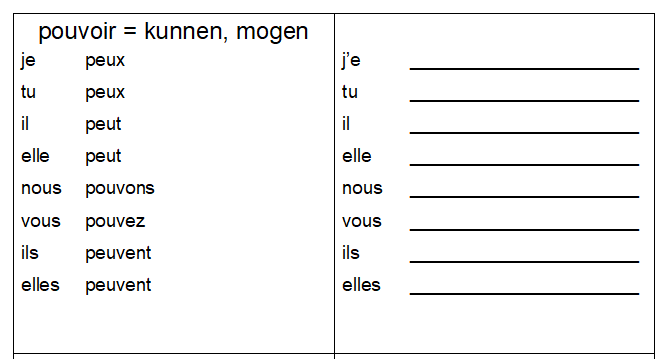 pouvoir = kunnen, mogen
je peux
tu peux
il peut
elle peut
nous pouvons
vous pouvez
ils peuvent
elles peuvent
j'e
tu
il
elle
nous
vous
ils
elles